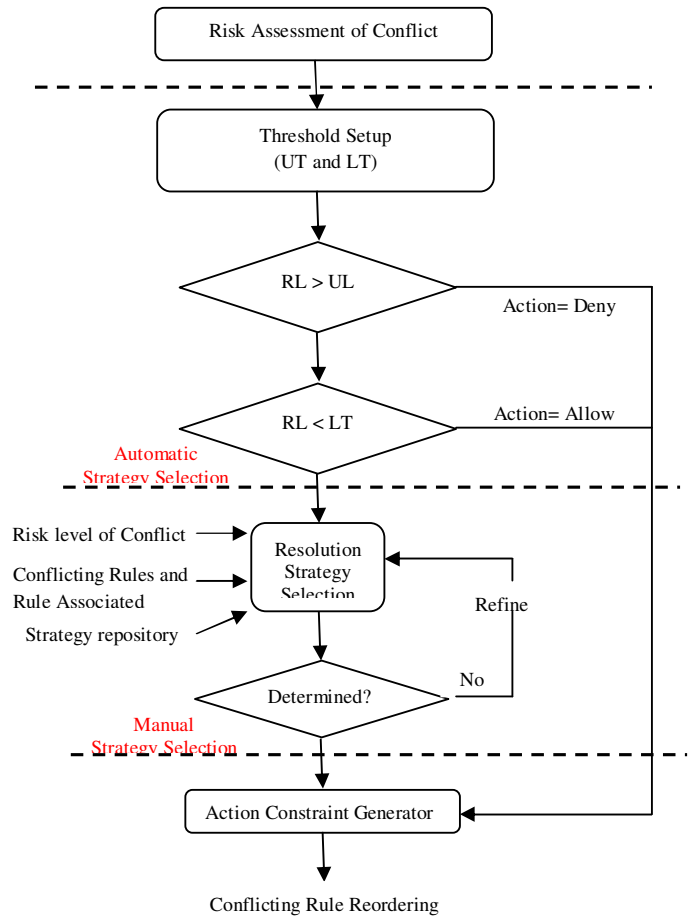 Risk Assessment of Conflict
Threshold Setup
(UT and LT)
RL > UL
Action= Deny
RL < LT
Action= Allow
Automatic
Strategy Selection
Risk level of Conflict
Conflicting Rules and
Rule Associated
Strategy repository
Resolution
Strategy
Selection
Refine
Determined?
No
Manual
Strategy Selection
Action Constraint Generator
Conflicting Rule Reordering